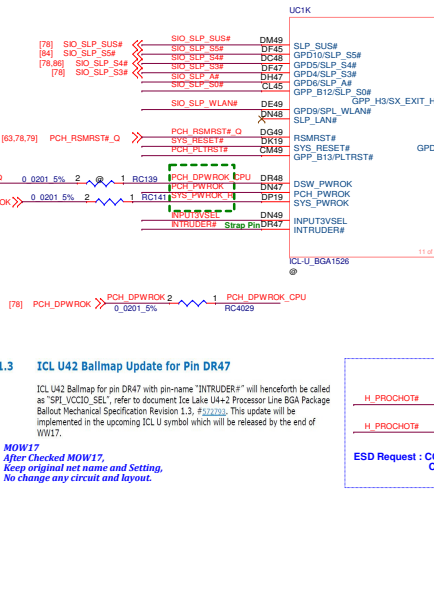 UC1K
[78] SIO_SLP_SUS# SIO_SLP_SUS# DM49 SLP_SUS#
[84] SIO_SLP_S5# SIO_SLP_S5# DF45 GPD10/SLP_S5#
[78,86] SIO_SLP_S4# SIO_SLP_S4# DC48 GPD5/SLP_S4#
[78] SIO_SLP_S3# SIO_SLP_S3# DF47 GPD4/SLP_S3#
SIO_SLP_A# DH47 GPD6/SLP_A#
SIO_SLP_S0# CL45 GPP_B12/SLP_S0#
GPP_H3/SX_EXIT_H
SIO_SLP_WLAN# DE49 GPD9/SPL_WLAN#
DN48 SLP_LAN#
[63,78,79] PCH_RSMRST#_Q PCH_RSMRST#_Q DG49 RSMRST#
SYS_RESET# DK19 SYS_RESET# GPD
PCH_PLTRST# CM49 GPP_B13/PLTRST#
Q 0_0201_5% 2 @ 1 RC139 PCH_DPWROK_CPU DR48 DSW_PWROK
PCH_PWROK DN47 PCH_PWROK
OK 0_0201_5% 2 1 RC141 SYS_PWROK_R DP19 SYS_PWROK
INPUT3VSEL DN49 INPUT3VSEL
INTRUDER# Strap Pin DR47 INTRUDER#
11 of
ICL-U_BGA1526
@
[78] PCH_DPWROK PCH_DPWROK 2 1 PCH_DPWROK_CPU
0_0201_5% RC4029
1.3 ICL U42 Ballmap Update for Pin DR47
ICL U42 Ballmap for pin DR47 with pin-name "INTRUDER#" will henceforth be called
as "SPI_VCCIO_SEL", refer to document Ice Lake U4+2 Processor Line BGA Package
Ballout Mechanical Specification Revision 1.3, #572793. This update will be
implemented in the upcoming ICL U symbol which will be released by the end of
WW17.
MOW17
After Checked MOW17,
Keep original net name and Setting,
No change any circuit and layout.
H_PROCHOT#
H_PROCHOT#
ESD Request : C
C